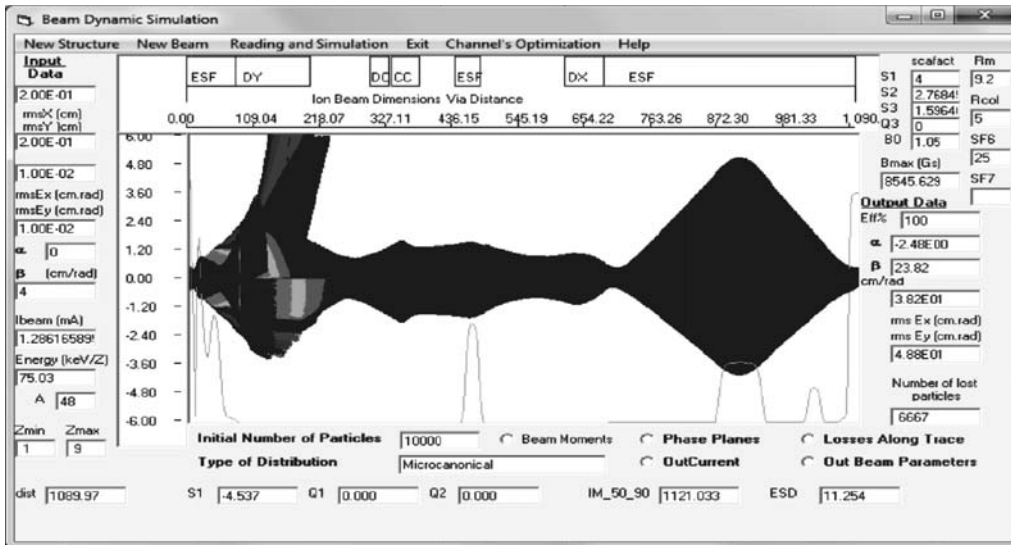 Beam Dynamic Simulation
New Structure New Beam Reading and Simulation Exit Channel's Optimization Help
Input
Data
2.00E-01
rmsX (cm)
rmsY (cm)
2.00E-01
1.00E-02
rmsEx (cm.rad)
rmsEy (cm.rad)
1.00E-02
α 0
β (cm/rad)
4
Ibeam (mA)
Energy (keV/Z)
75.03
A 48
Zmin Zmax
1 9
ESF DY DC CC ESF DX ESF
Ion Beam Dimensions Via Distance
0.00 109.04 218.07 327.11 436.15 545.19 654.22 763.26 872.30 981.33 1,090.
6.00
4.80
3.60
2.40
1.20
0.00
-1.20
-2.40
-3.60
-4.80
-6.00
scafact Rm
S1 4 9.2
S2 2.7684
S3 1.5964
Rcol
5
Q3 0
B0 1.05
SF6
25
SF7
Bmax (Gs)
8545.629
Output Data
Eff% 100
α -2.48E00
β 23.82
cm/rad
3.82E01
rms Ex (cm.rad)
rms Ey (cm.rad)
4.88E01
Number of lost
particles
6667
Initial Number of Particles 10000 Beam Moments Phase Planes Losses Along Trace
Type of Distribution Microcanonical OutCurrent Out Beam Parameters
dist 1089.97 S1 -4.537 Q1 0.000 Q2 0.000 IM_50_90 1121.033 ESD 11.254